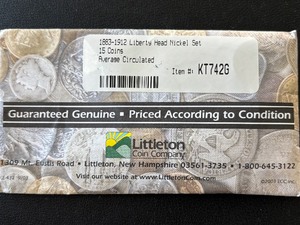 1883-1912 Liberty Head Nickel Set
15 Coins
Average Circulated
Item #: KT742G
Guaranteed Genuine • Priced According to Condition
Littleton
Coin Company
1309 Mt. Eustis Road • Littleton, New Hampshire 03561-3735 • 1-800-645-3122
Visit our website at www.LittletonCoin.com